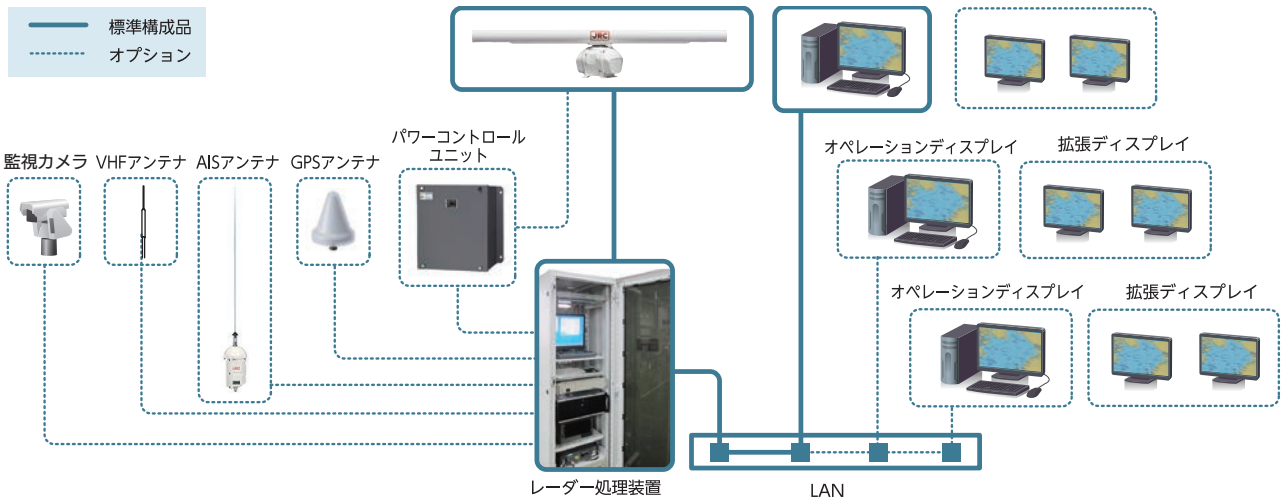 標準構成品
オプション
JRC
監視カメラ
VHFアンテナ
AISアンテナ
GPSアンテナ
パワーコントロール
ユニット
オペレーションディスプレイ
拡張ディスプレイ
オペレーションディスプレイ
拡張ディスプレイ
レーダー処理装置
LAN